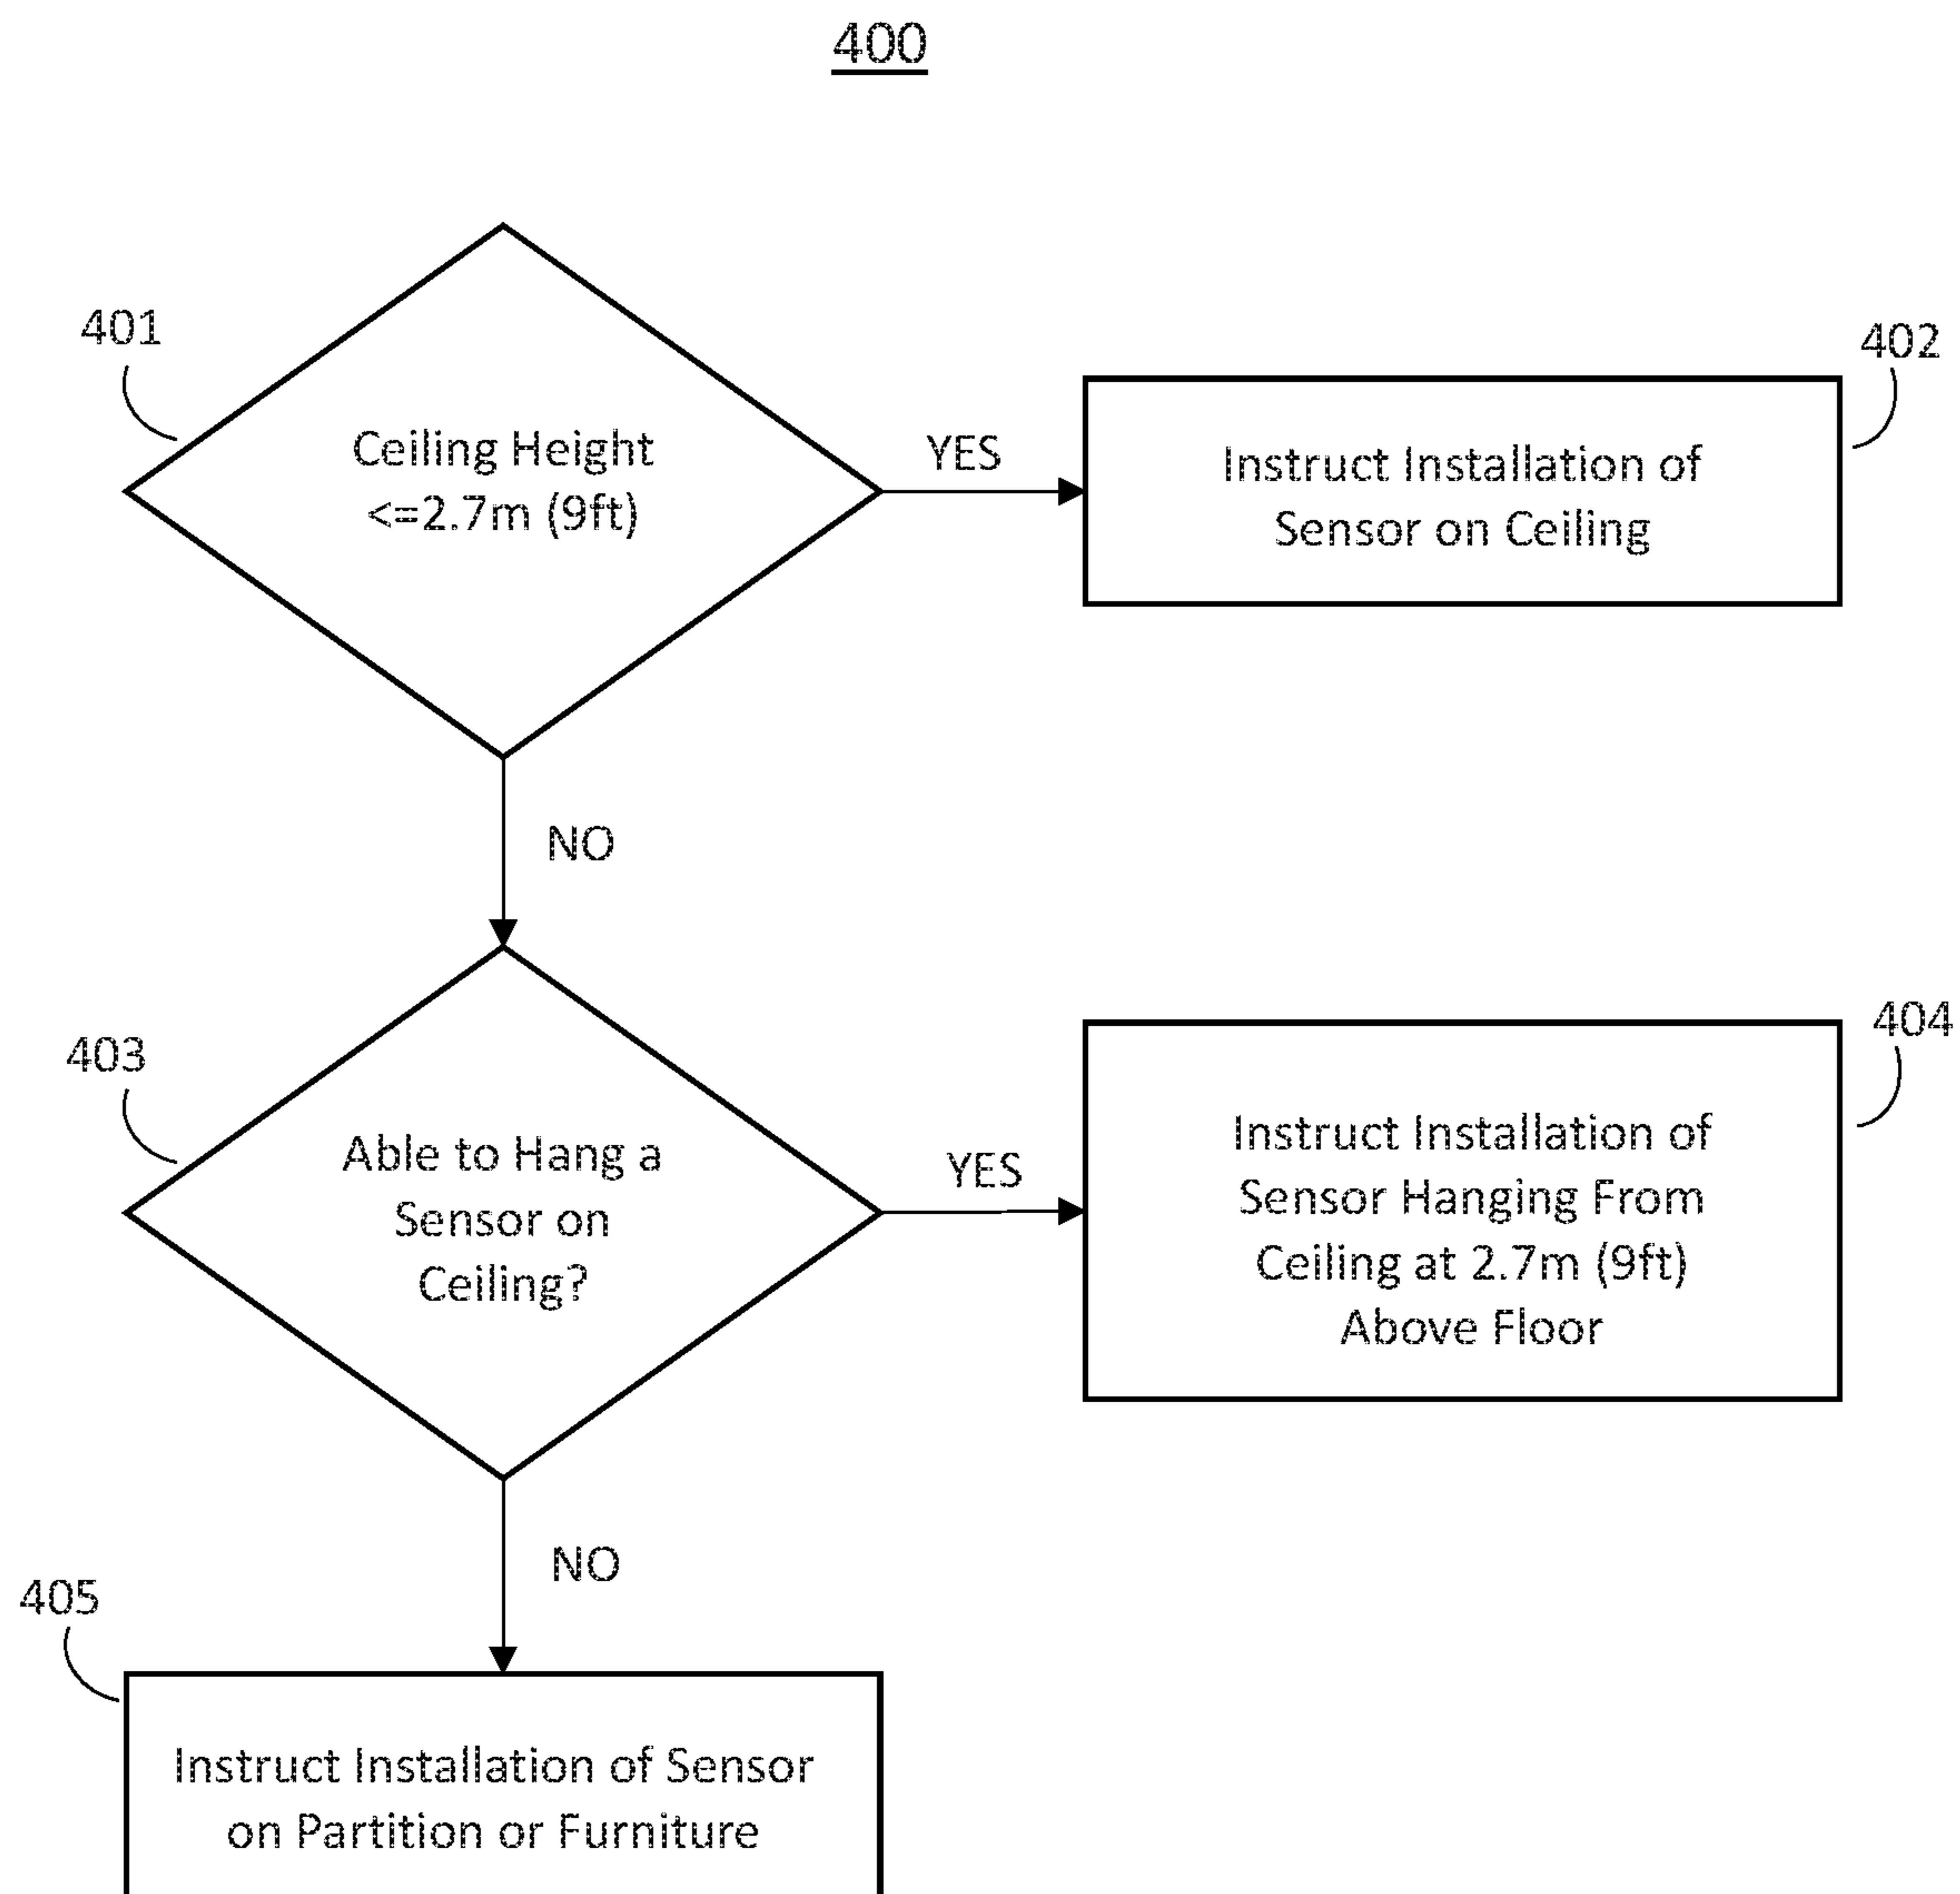 400
401
Ceiling Height
<=2.7m (9ft)
YES
402
Instruct Installation of
Sensor on Ceiling
NO
403
Able to Hang a
Sensor on
Ceiling?
YES
404
Instruct Installation of
Sensor Hanging From
Ceiling at 2.7m (9ft)
Above Floor
NO
405
Instruct Installation of Sensor
on Partition or Furniture